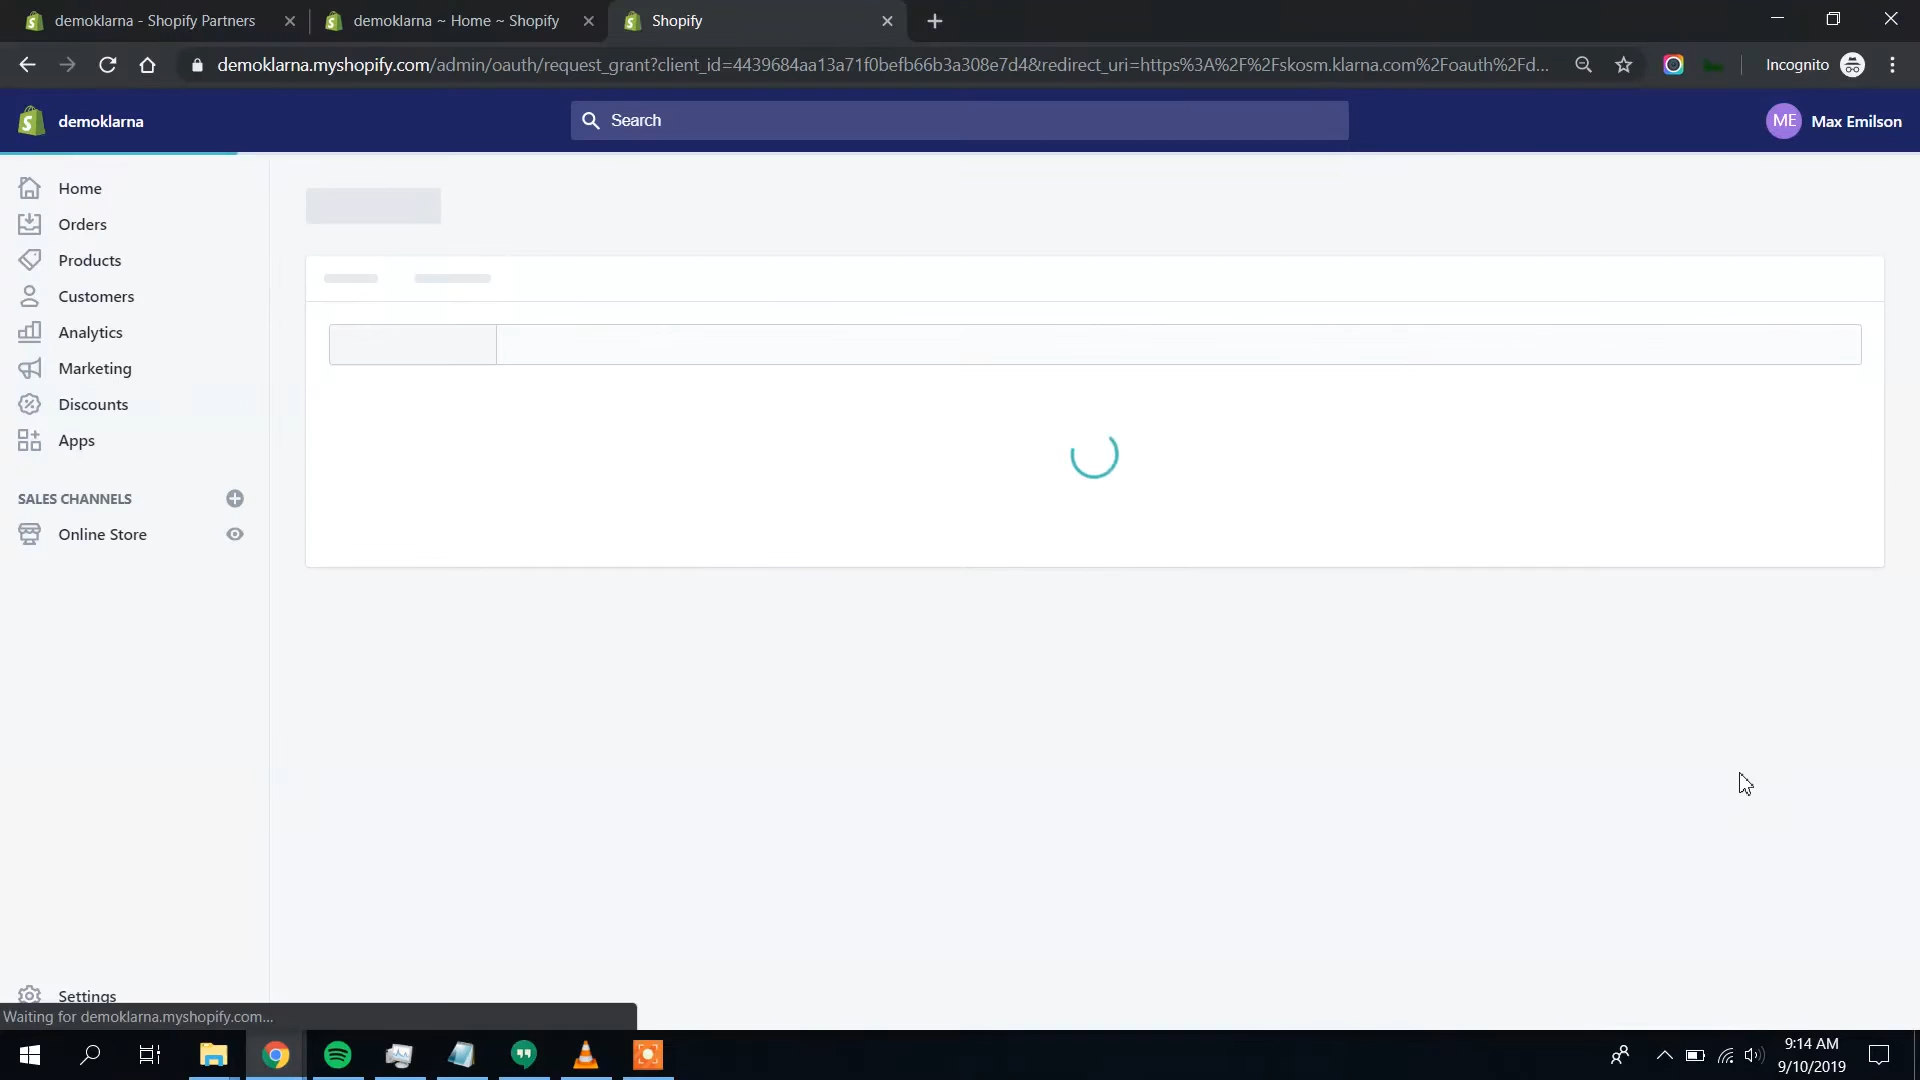 demoklarna - Shopify Partners
demoklarna ~ Home ~ Shopify
Shopify
demoklarna.myshopify.com/admin/oauth/request_grant?client_id=4439684aa13a71f0befb66b3a308e7d4&redirect_uri=https%3A%2F%2Fskosm.klarna.com%2Foauth%2Fd...
Incognito
demoklarna
Search
ME
Max Emilson
Home
Orders
Products
Customers
Analytics
Marketing
Discounts
Apps
SALES CHANNELS
Online Store
Settings
Waiting for demoklarna.myshopify.com...
9:14 AM
9/10/2019